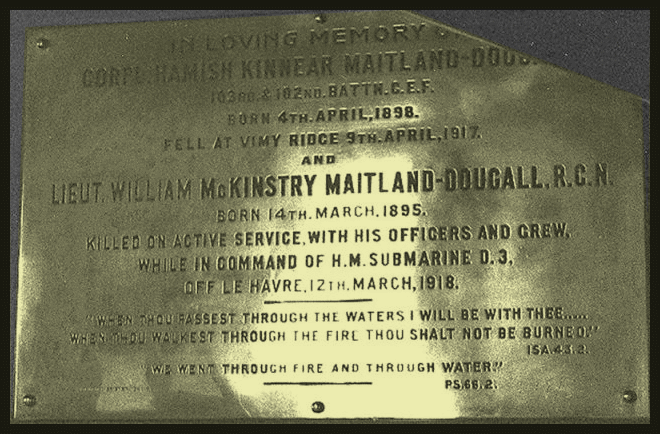 IN LOVING MEMORY
CORPL. HAMISH KINNEAR MAITLAND-DOUG
103RD. & 102ND. BATTN. C.E.F.
BORN 4TH. APRIL, 1898.
FELL AT VIMY RIDGE 9TH. APRIL, 1917.
AND
LIEUT. WILLIAM McKINSTRY MAITLAND-DOUGALL, R.C.N.
BORN 14TH. MARCH, 1895.
KILLED ON ACTIVE SERVICE, WITH HIS OFFICERS AND CREW,
WHILE IN COMMAND OF H.M. SUBMARINE D.3,
OFF LE HAVRE, 12TH. MARCH, 1918.
"WHEN THOU PASSEST THROUGH THE WATERS I WILL BE WITH THEE.....
WHEN THOU WALKEST THROUGH THE FIRE THOU SHALT NOT BE BURNED."
ISA. 43. 2.
"WE WENT THROUGH FIRE AND THROUGH WATER."
PS. 66. 2.